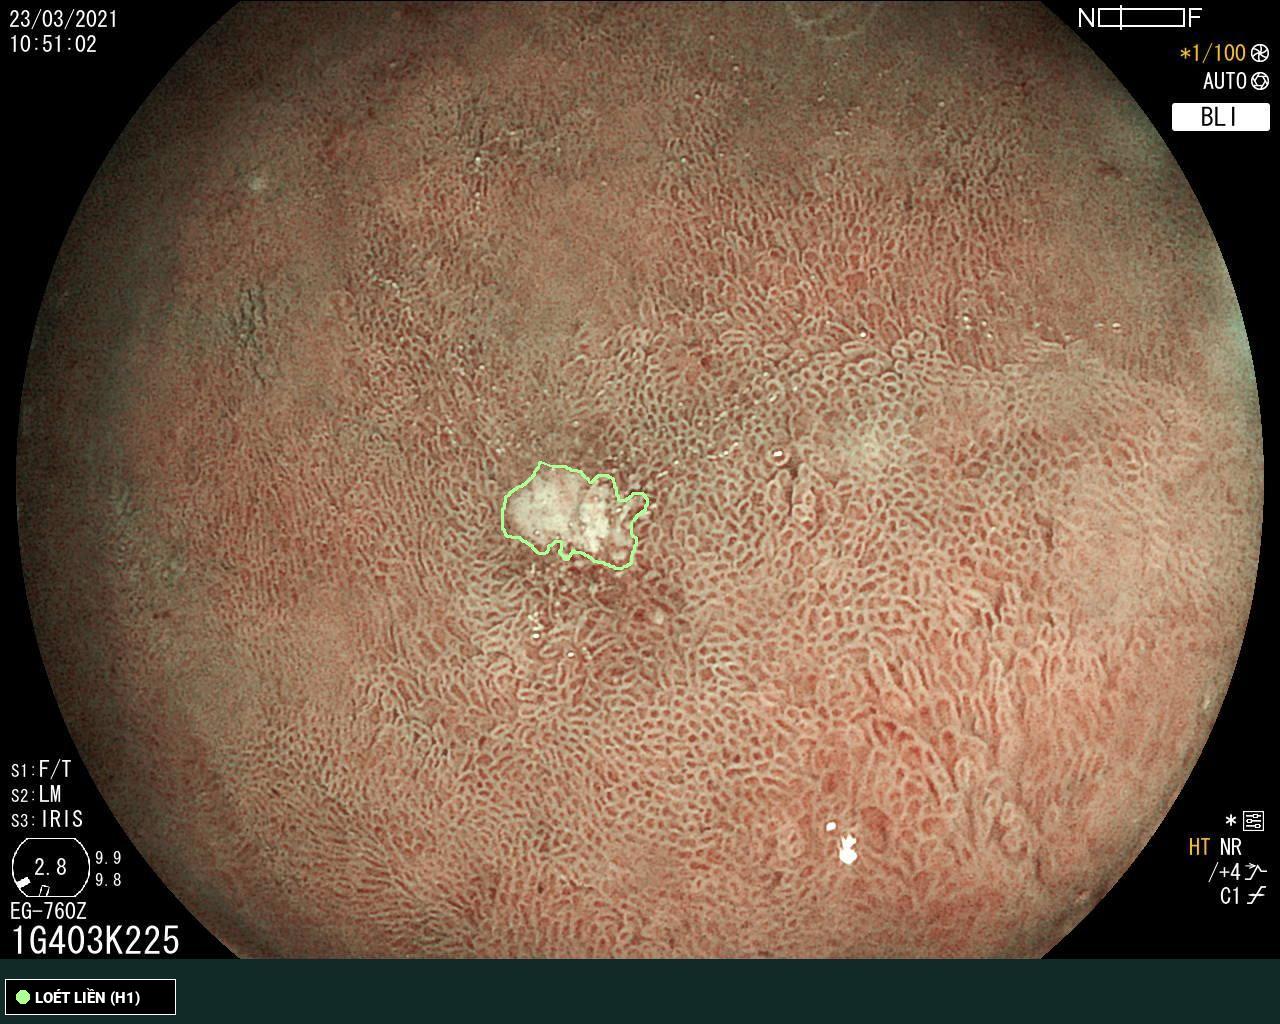 23/03/2021
10:51:02
N F
*1/100
AUTO
BLI
S1:F/T
S2:LM
S3:IRIS
2.8 9.9
9.8
EG-760Z
1G403K225
*
HT NR
/+4
C1
LOÉT LIỀN (H1)